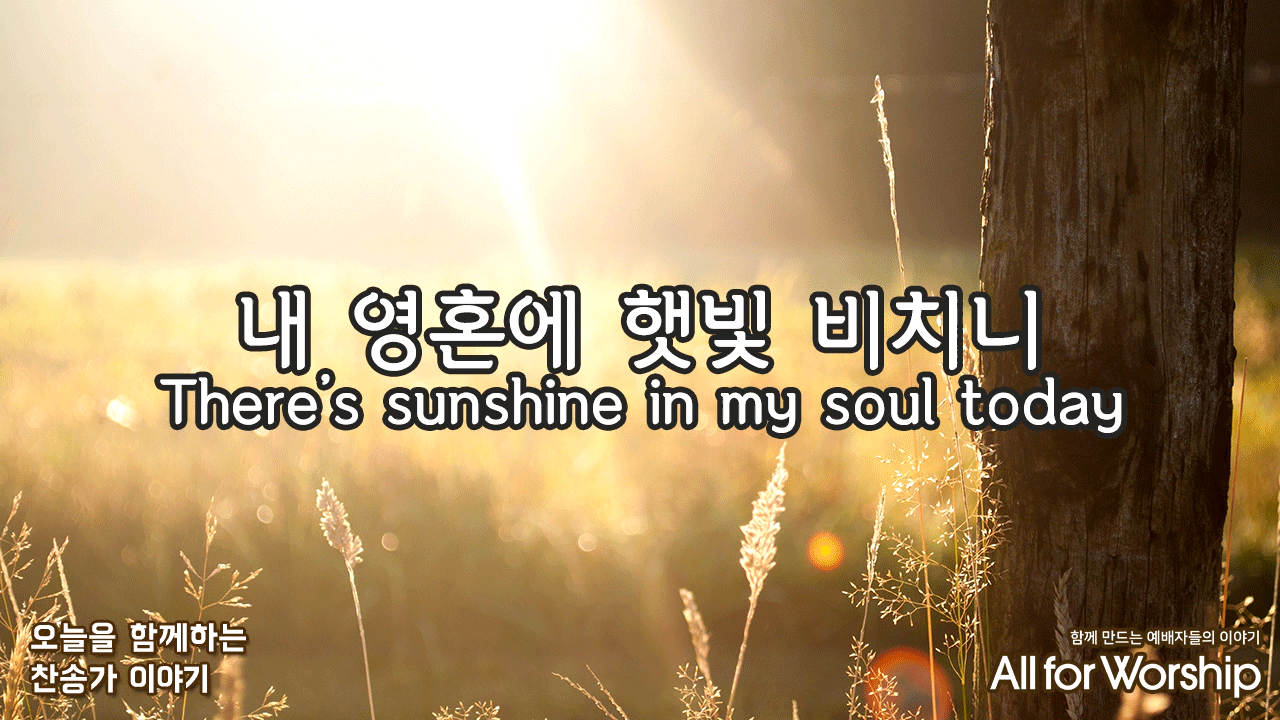 내 영혼에 햇빛 비치니
There's sunshine in my soul today
오늘을 함께하는
찬송가 이야기
함께 만드는 예배자들의 이야기
All for Worship